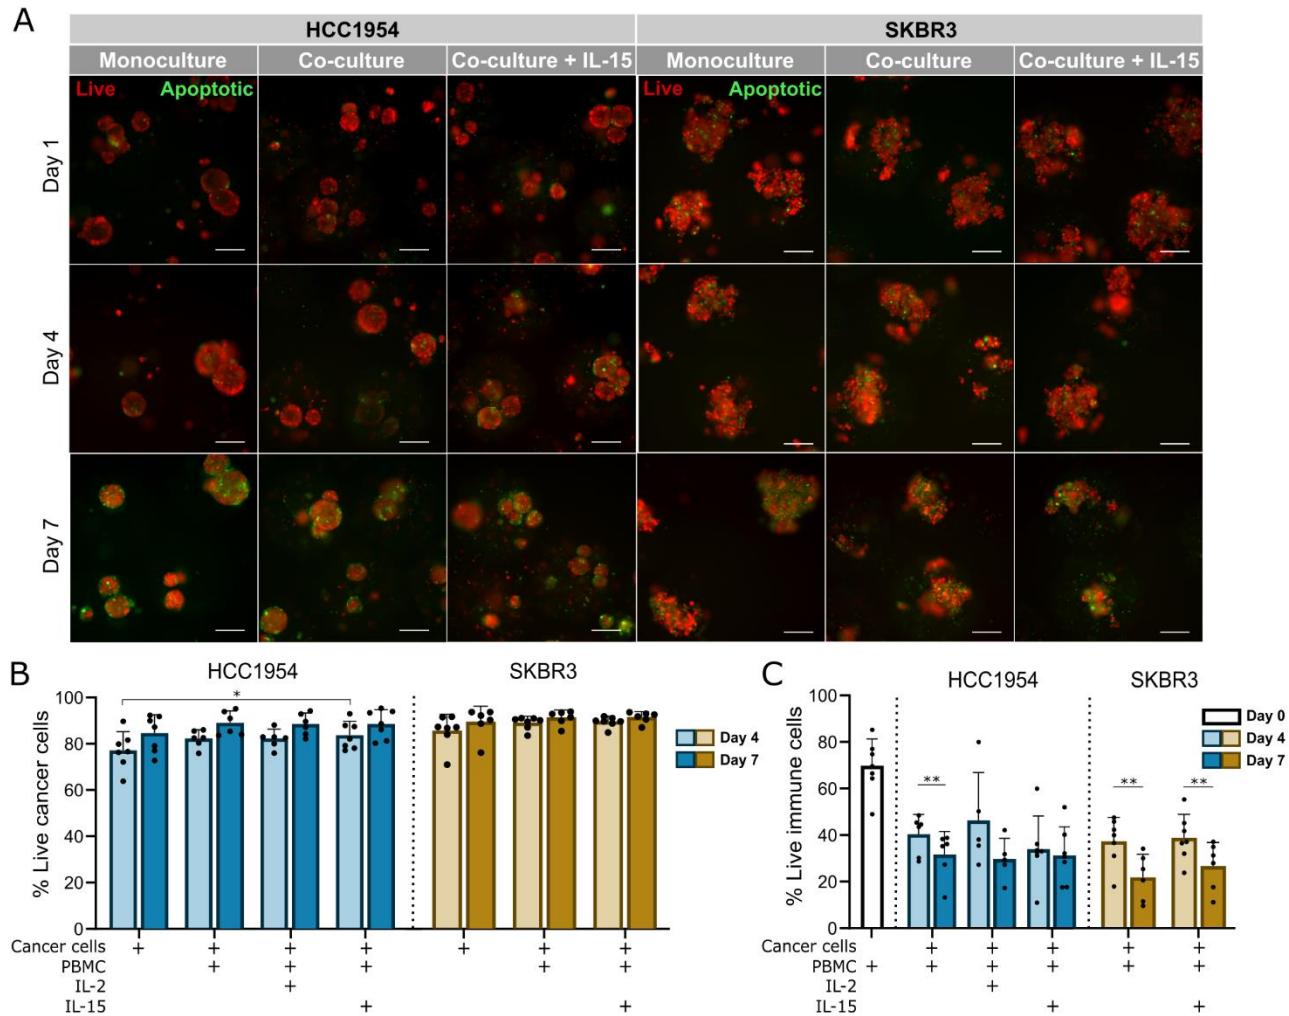 A
HCC1954 SKBR3
Monoculture Co-culture Co-culture + IL-15 Monoculture Co-culture Co-culture + IL-15
Live Apoptotic Live Apoptotic
Day 1
Day 4
Day 7
B
HCC1954 SKBR3
% Live cancer cells
100
80
60
40
20
0
*
Day 4
Day 7
Cancer cells + + + + + + +
PBMC + + + + +
IL-2 +
IL-15 + +
C
HCC1954 SKBR3
% Live immune cells
100
80
60
40
20
0
** ** **
Day 0
Day 4
Day 7
Cancer cells + + + + +
PBMC + + + + + +
IL-2 +
IL-15 + +